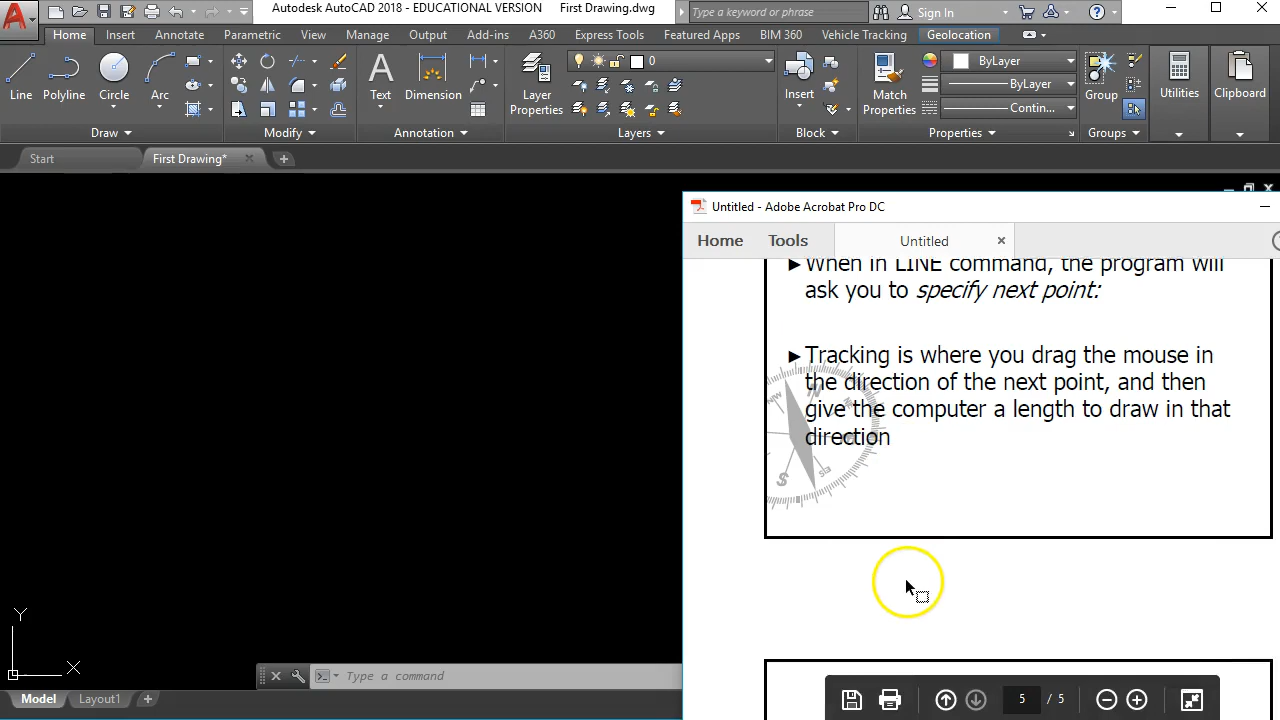 Autodesk AutoCAD 2018 - EDUCATIONAL VERSION First Drawing.dwg
Type a keyword or phrase
Sign In
Home Insert Annotate Parametric View Manage Output Add-ins A360 Express Tools Featured Apps BIM 360 Vehicle Tracking Geolocation
Line
Polyline
Circle
Arc
Text
Dimension
Layer
Properties
0
Insert
Match
Properties
ByLayer
ByLayer
Contin...
Group
Utilities
Clipboard
Draw
Modify
Annotation
Layers
Block
Properties
Groups
Start
First Drawing*
Untitled - Adobe Acrobat Pro DC
Home Tools Untitled
►When in LINE command, the program will
ask you to specify next point:
►Tracking is where you drag the mouse in
the direction of the next point, and then
give the computer a length to draw in that
direction
N
NW
S
Y
X
Type a command
Model Layout1
5 / 5